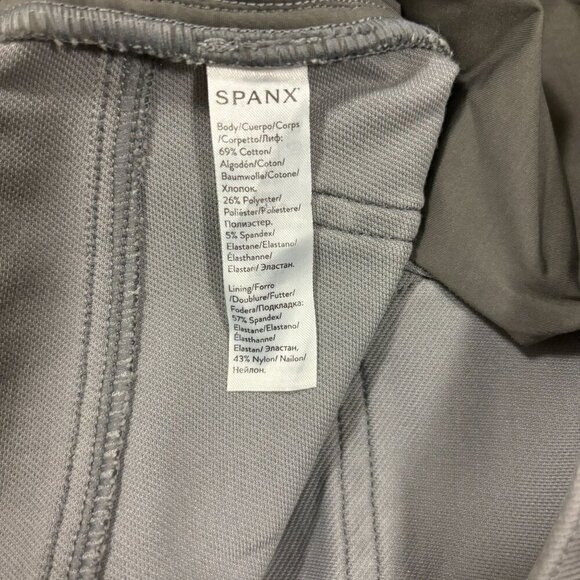 SPANX®
Body/Cuerpo/Corps
/Corpetto/Лиф:
69% Cotton/
Algodón/Coton/
Baumwolle/Cotone/
Хлопок.
26% Polyester/
Poliéster/Poliestere/
Полиэстер.
5% Spandex/
Elastane/Elastano/
Élasthanne/
Elastan/ Эластан.
Lining/Forro
/Doublure/Futter/
Fodera/Подкладка:
57% Spandex/
Elastane/Elastano/
Élasthanne/
Elastan/ Эластан,
43% Nylon/ Nailon/
Нейлон.